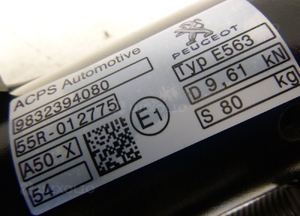 ACPS Automotive
9832394080
55R-012775
A50-X
54
E1
PEUGEOT
Typ E563
D 9,61 kN
S 80 kg